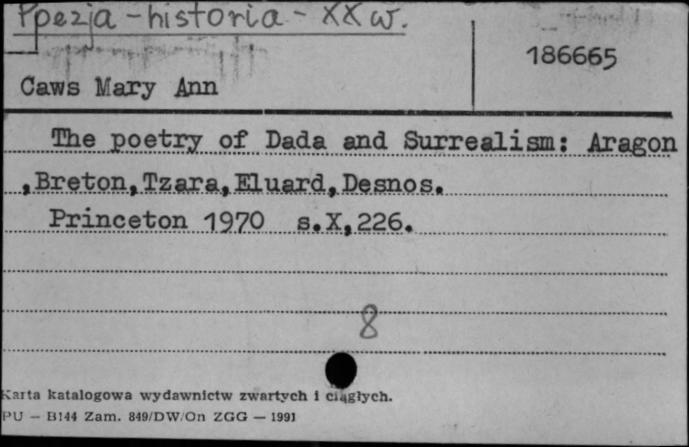 Ppezja - historia - XX w.
186665
Caws Mary Ann
The poetry of Dada and Surrealism: Aragon
,Breton,Tzara,Eluard,Desnos.
Princeton 1970 s.X,226.
8
Karta katalogowa wydawnictw zwartych i ciągłych.
PU — B144 Zam. 849/DW/On ZGG — 1991